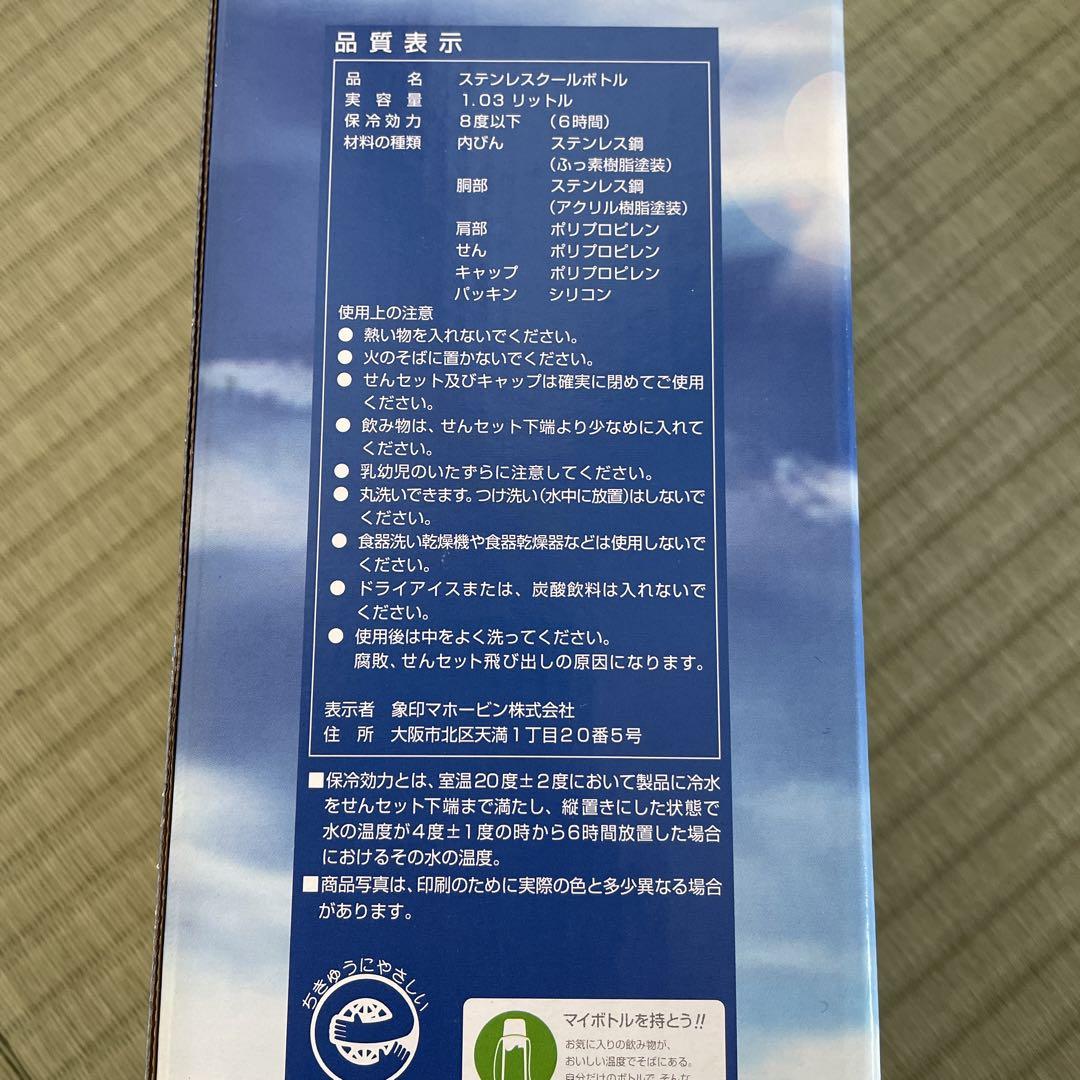 品質表示
品名 ステンレスクールボトル
実容量 1.03 リットル
保冷効力 8度以下 (6時間)
材料の種類 内びん ステンレス鋼
(ふっ素樹脂塗装)
胴部 ステンレス鋼
(アクリル樹脂塗装)
肩部 ポリプロピレン
せん ポリプロピレン
キャップ ポリプロピレン
パッキン シリコン
使用上の注意
● 熱い物を入れないでください。
● 火のそばに置かないでください。
● せんセット及びキャップは確実に閉めてご使用
ください。
● 飲み物は、せんセット下端より少なめに入れて
ください。
● 乳幼児のいたずらに注意してください。
● 丸洗いできます。つけ洗い(水中に放置)はしないで
ください。
● 食器洗い乾燥機や食器乾燥器などは使用しないで
ください。
● ドライアイスまたは、炭酸飲料は入れないで
ください。
● 使用後は中をよく洗ってください。
腐敗、せんセット飛び出しの原因になります。
表示者 象印マホービン株式会社
住所 大阪市北区天満1丁目20番5号
■保冷効力とは、室温20度±2度において製品に冷水
をせんセット下端まで満たし、縦置きにした状態で
水の温度が4度±1度の時から6時間放置した場合
におけるその水の温度。
■商品写真は、印刷のために実際の色と多少異なる場合
があります。
ちきゅうにやさしい
マイボトルを持とう!!
お気に入りの飲み物が、
おいしい温度でそばにある。
自分だけのボトルで、そんな